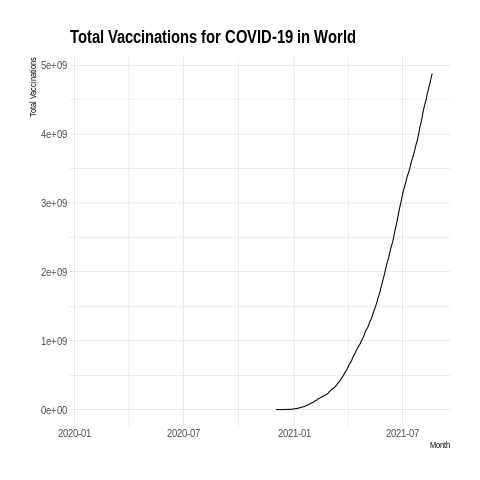 Total Vaccinations for COVID-19 in World
Total Vaccinations
5e+09
4e+09
3e+09
2e+09
1e+09
0e+00
2020-01 2020-07 2021-01 2021-07
Month